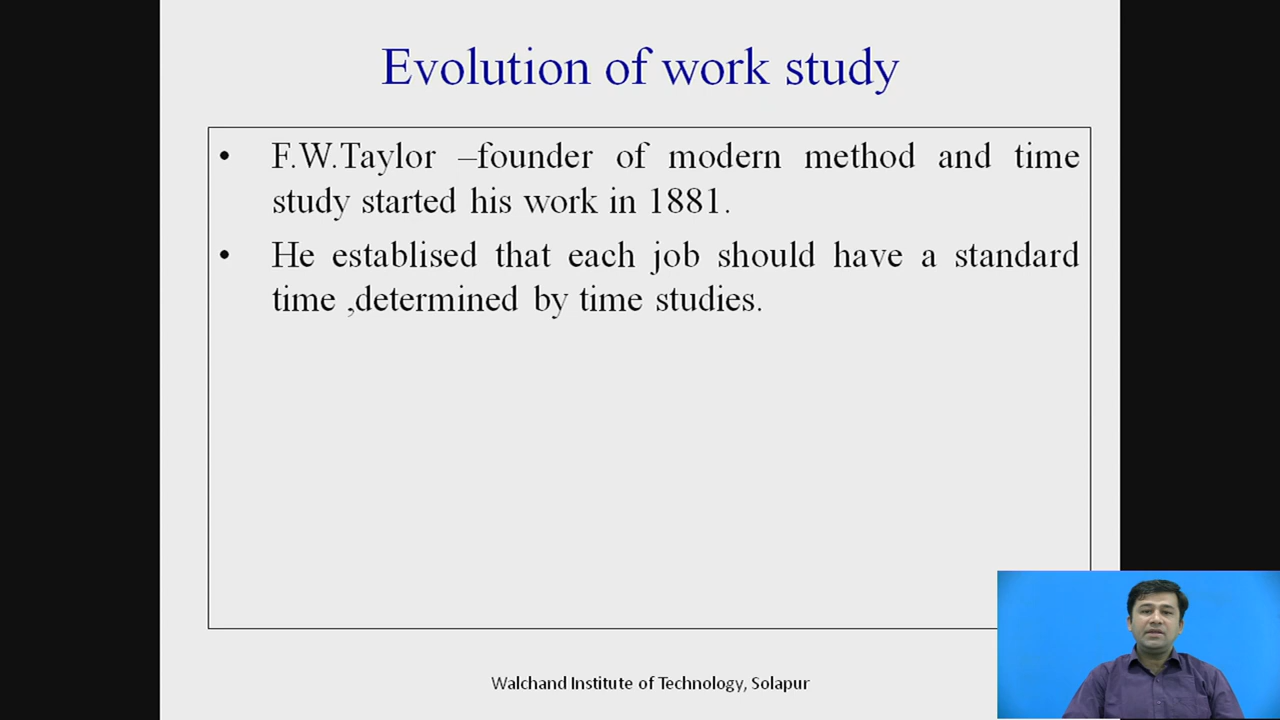 Evolution of work study
• F.W.Taylor –founder of modern method and time
study started his work in 1881.
• He establised that each job should have a standard
time ,determined by time studies.
Walchand Institute of Technology, Solapur